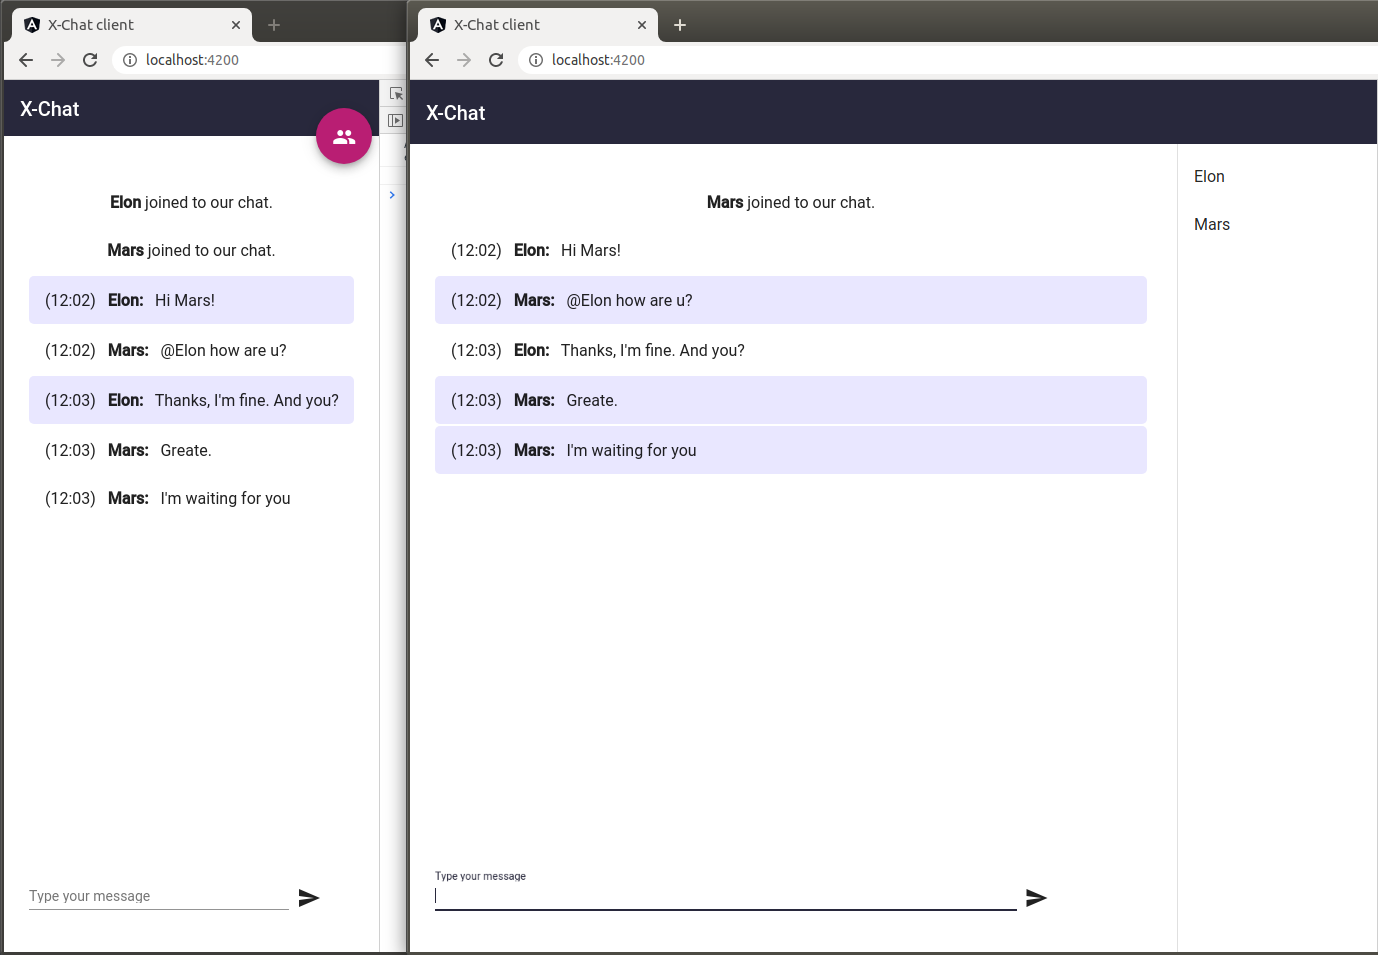 X-Chat client
localhost:4200
X-Chat
Elon joined to our chat.
Mars joined to our chat.
(12:02) Elon: Hi Mars!
(12:02) Mars: @Elon how are u?
(12:03) Elon: Thanks, I'm fine. And you?
(12:03) Mars: Greate.
(12:03) Mars: I'm waiting for you
Type your message
X-Chat client
localhost:4200
X-Chat
Mars joined to our chat.
(12:02) Elon: Hi Mars!
(12:02) Mars: @Elon how are u?
(12:03) Elon: Thanks, I'm fine. And you?
(12:03) Mars: Greate.
(12:03) Mars: I'm waiting for you
Type your message
Elon
Mars